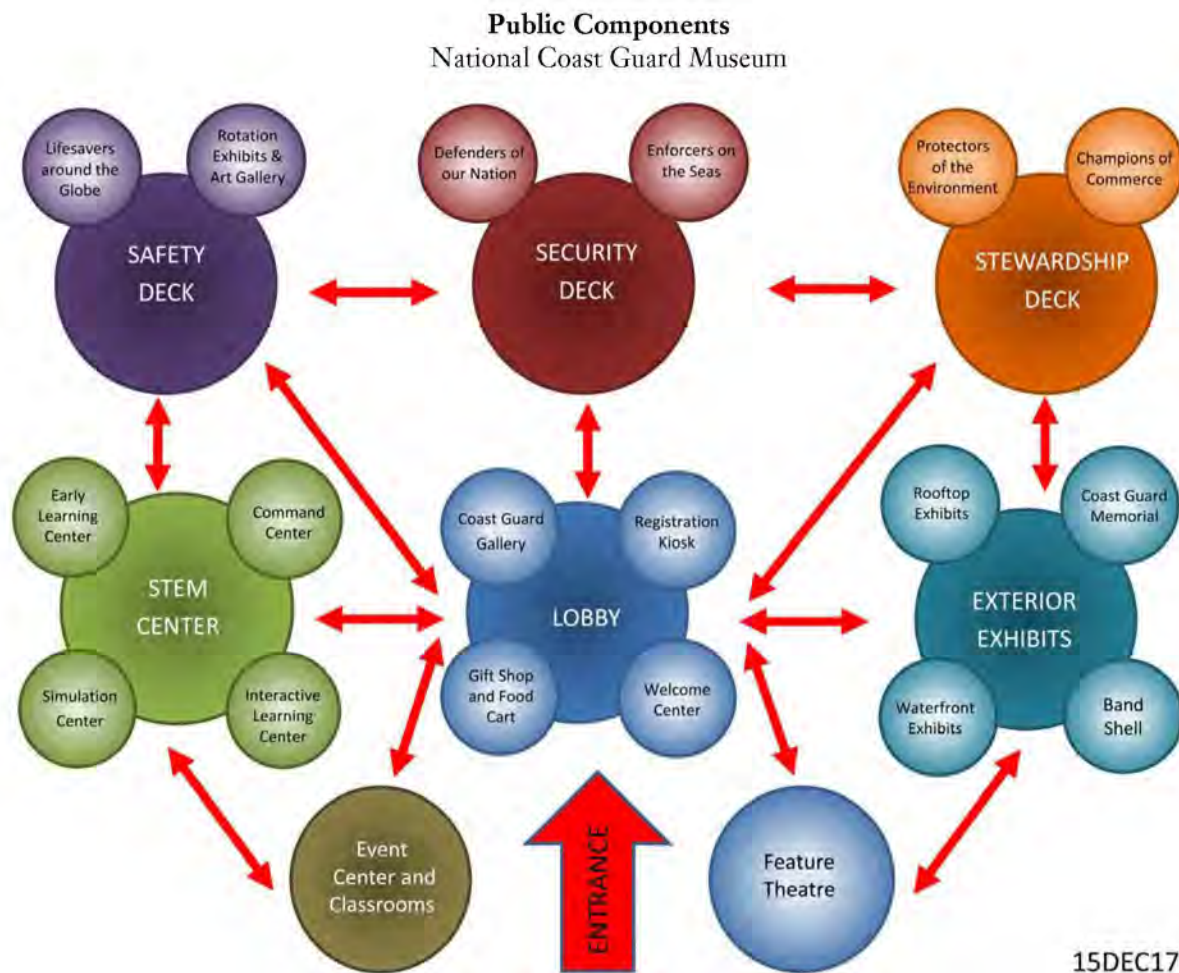 Public Components
National Coast Guard Museum
Lifesavers
around the
Globe
Rotation
Exhibits &
Art Gallery
SAFETY
DECK
Defenders of
our Nation
Enforcers on
the Seas
SECURITY
DECK
Protectors
of the
Environment
Champions of
Commerce
STEWARDSHIP
DECK
Early
Learning
Center
Command
Center
STEM
CENTER
Simulation
Center
Interactive
Learning
Center
Coast Guard
Gallery
Registration
Kiosk
LOBBY
Gift Shop
and Food
Cart
Welcome
Center
Rooftop
Exhibits
Coast Guard
Memorial
EXTERIOR
EXHIBITS
Waterfront
Exhibits
Band
Shell
Event
Center and
Classrooms
ENTRANCE
Feature
Theatre
15DEC17